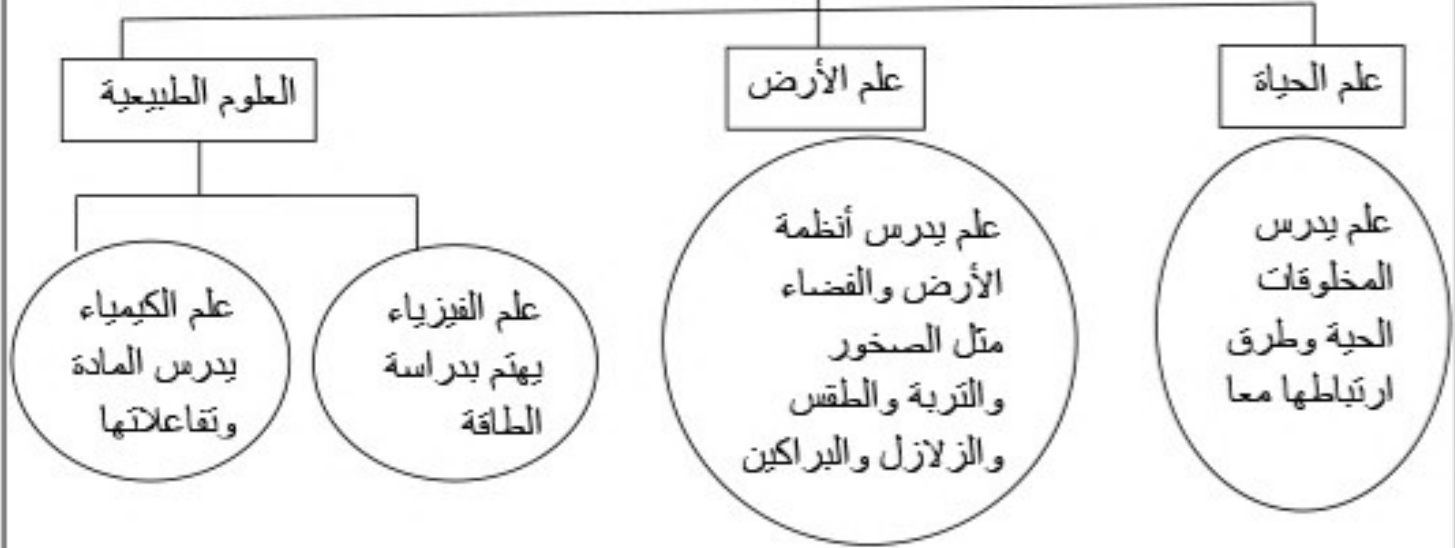 علم الحياة
علم يدرس
المخلوقات
الحية وطرق
ارتباطها معا
علم الأرض
علم يدرس أنظمة
الأرض والفضاء
مثل الصخور
والتربة والطقس
والزلازل والبراكين
العلوم الطبيعية
علم الفيزياء
يهتم بدراسة
الطاقة
علم الكيمياء
يدرس المادة
وتفاعلاتها